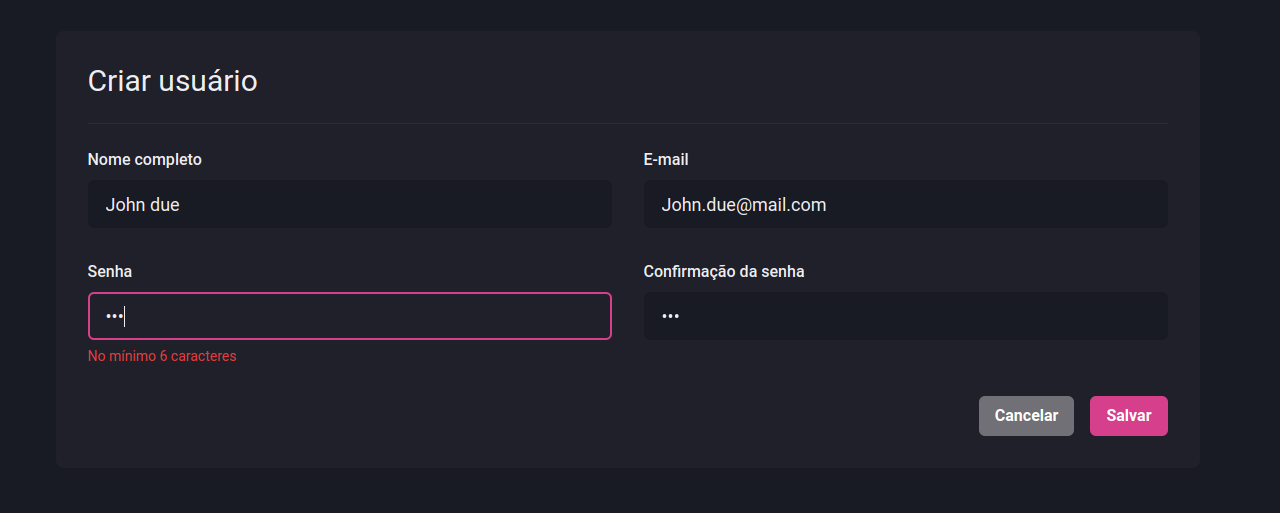 Criar usuário
Nome completo
E-mail
John due
John.due@mail.com
Senha
Confirmação da senha
•••
•••
No mínimo 6 caracteres
Cancelar
Salvar